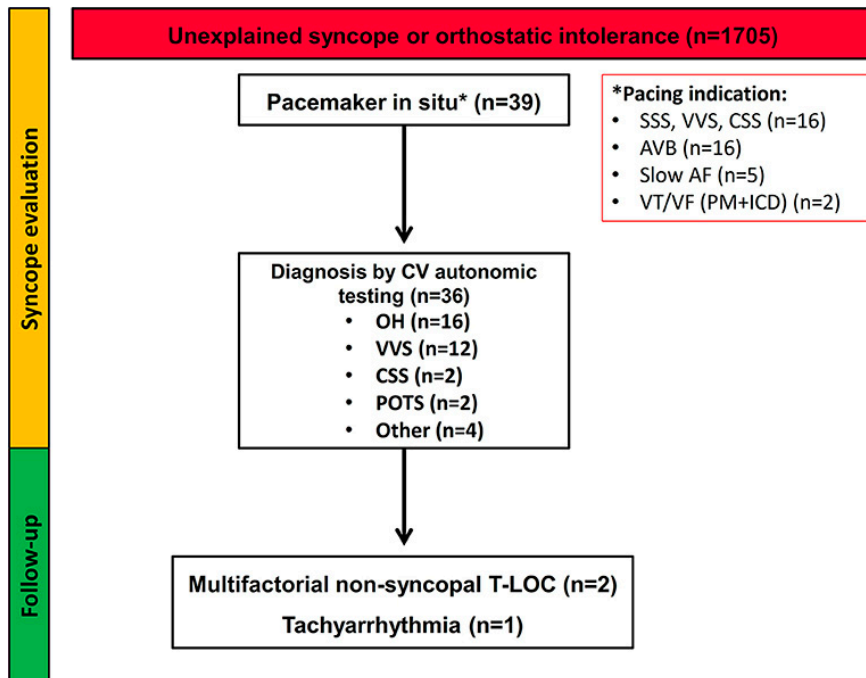 Unexplained syncope or orthostatic intolerance (n=1705)
Syncope evaluation
Pacemaker in situ* (n=39)
*Pacing indication:
• SSS, VVS, CSS (n=16)
• AVB (n=16)
• Slow AF (n=5)
• VT/VF (PM+ICD) (n=2)
Diagnosis by CV autonomic
testing (n=36)
• OH (n=16)
• VVS (n=12)
• CSS (n=2)
• POTS (n=2)
• Other (n=4)
Follow-up
Multifactorial non-syncopal T-LOC (n=2)
Tachyarrhythmia (n=1)